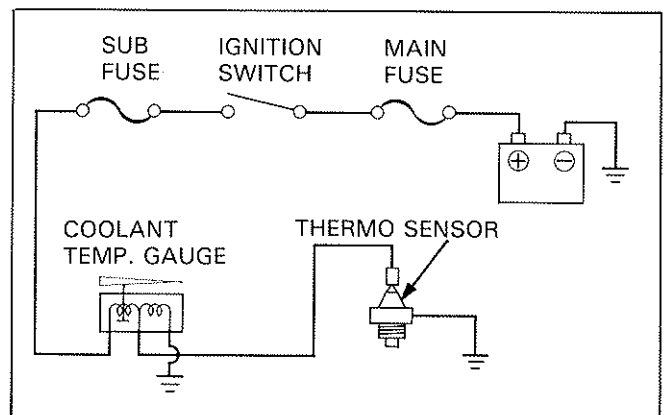 SUB
FUSE
IGNITION
SWITCH
MAIN
FUSE
+ −
COOLANT
TEMP. GAUGE
THERMO SENSOR